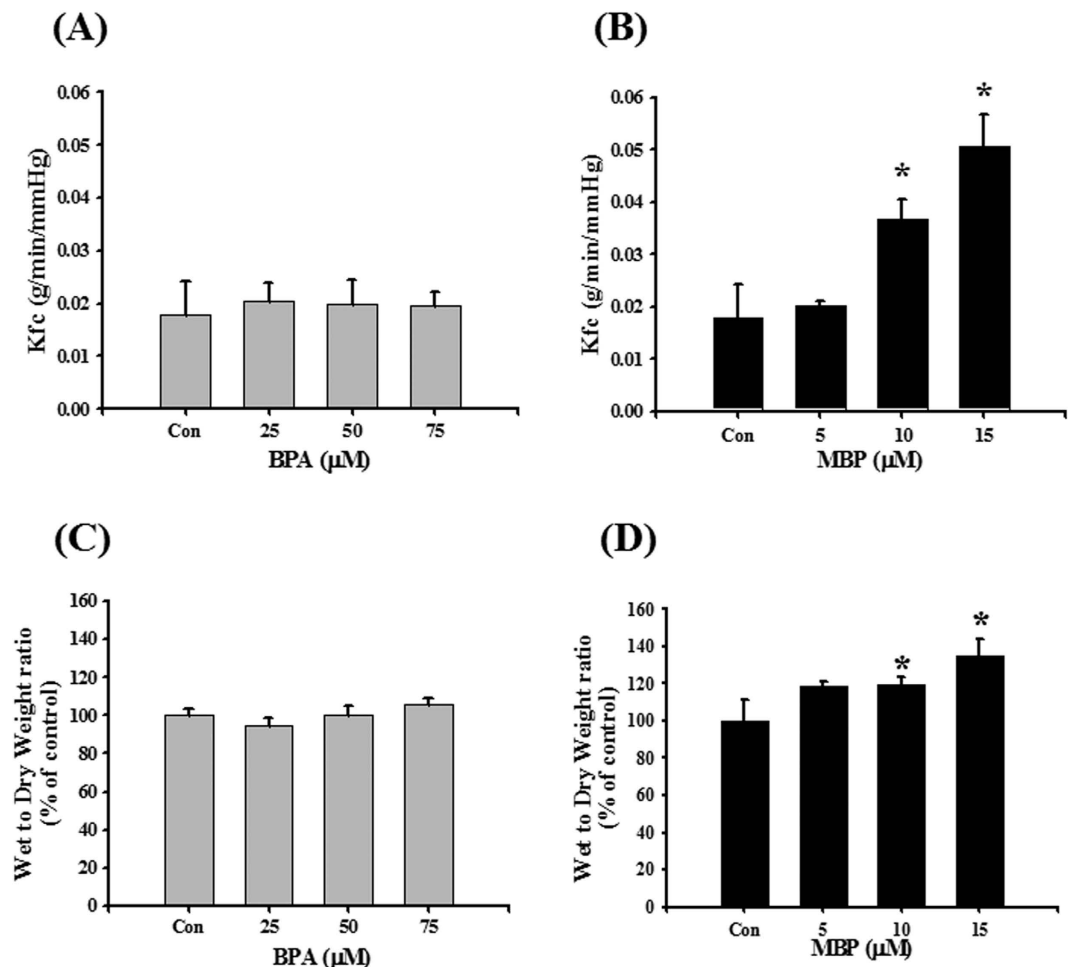 (A)
Kfc (g/min/mmHg)
0.06
0.05
0.04
0.03
0.02
0.01
0.00
Con 25 50 75
BPA (µM)
(B)
Kfc (g/min/mmHg)
0.06
0.05
0.04
0.03
0.02
0.01
0.00
* *
Con 5 10 15
MBP (µM)
(C)
Wet to Dry Weight ratio
(% of control)
160
140
120
100
80
60
40
20
0
Con 25 50 75
BPA (µM)
(D)
Wet to Dry Weight ratio
(% of control)
160
140
120
100
80
60
40
20
0
* *
Con 5 10 15
MBP (µM)